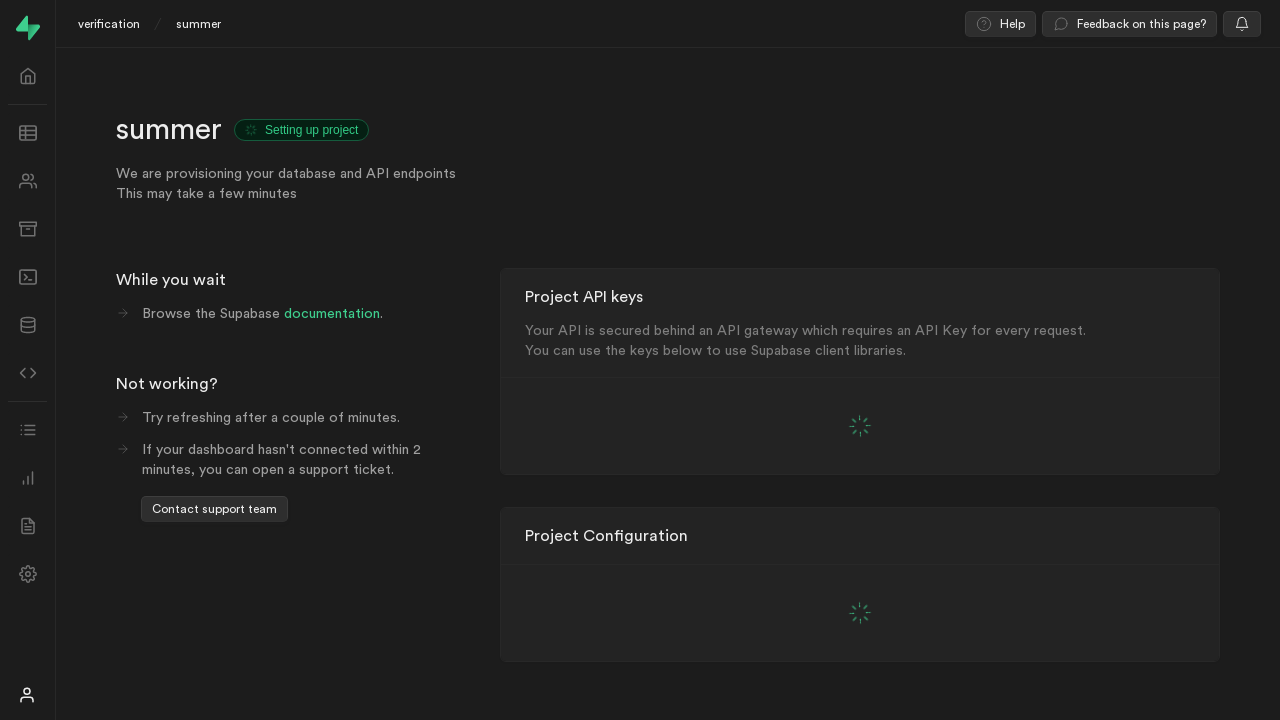 verification / summer
Help
Feedback on this page?
summer
Setting up project
We are provisioning your database and API endpoints
This may take a few minutes
While you wait
Browse the Supabase documentation.
Not working?
Try refreshing after a couple of minutes.
If your dashboard hasn't connected within 2
minutes, you can open a support ticket.
Contact support team
Project API keys
Your API is secured behind an API gateway which requires an API Key for every request.
You can use the keys below to use Supabase client libraries.
Project Configuration